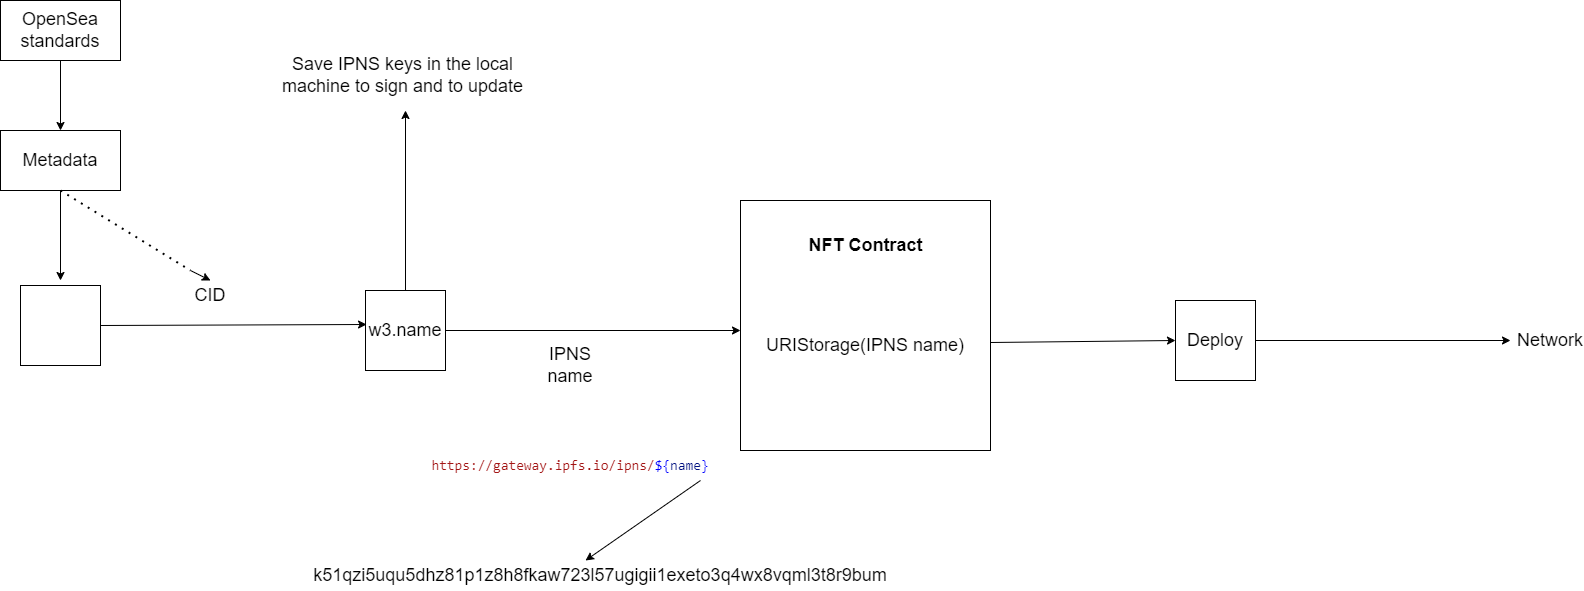 OpenSea
standards
Save IPNS keys in the local
machine to sign and to update
Metadata
CID
w3.name
IPNS
name
NFT Contract
URIStorage(IPNS name)
Deploy
Network
https://gateway.ipfs.io/ipns/${name}
k51qzi5uqu5dhz81p1z8h8fkaw723l57ugigii1exeto3q4wx8vqml3t8r9bum